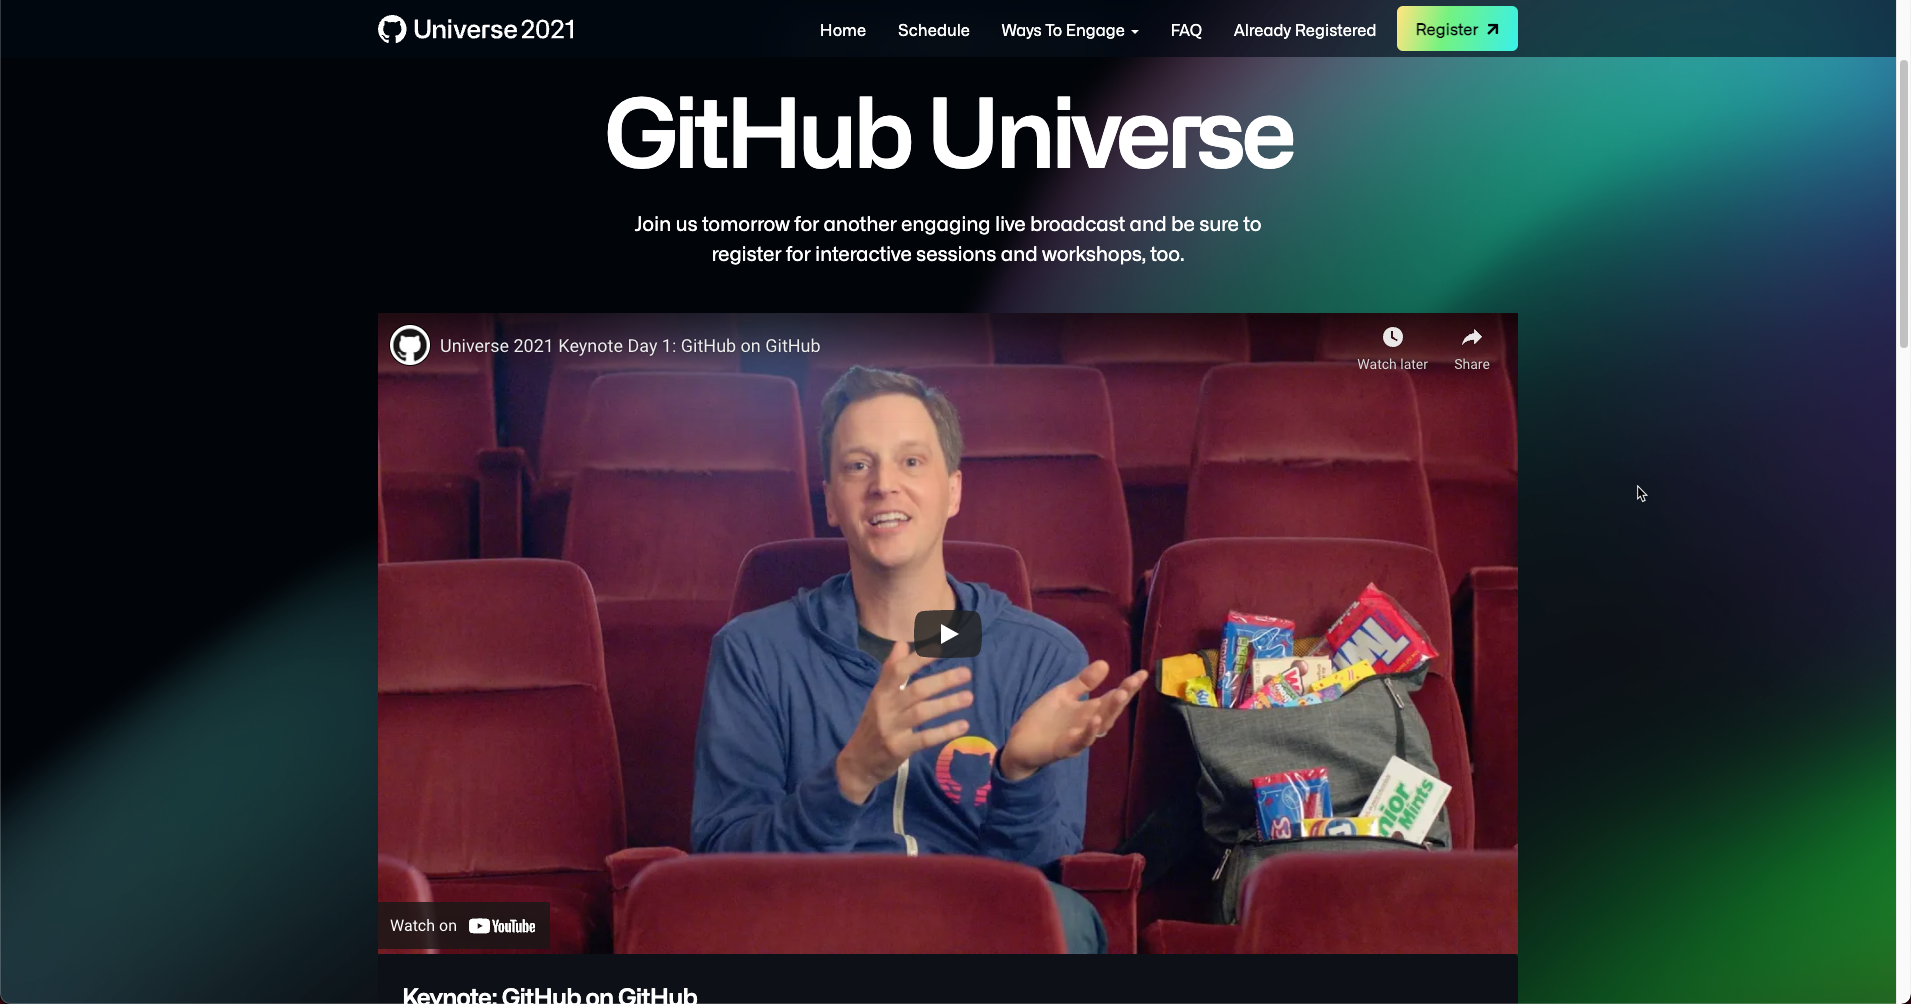 Universe 2021
Home
Schedule
Ways To Engage
FAQ
Already Registered
Register
GitHub Universe
Join us tomorrow for another engaging live broadcast and be sure to
register for interactive sessions and workshops, too.
Universe 2021 Keynote Day 1: GitHub on GitHub
Watch later
Share
nior
Mints
Watch on YouTube
Keynote: GitHub on GitHub